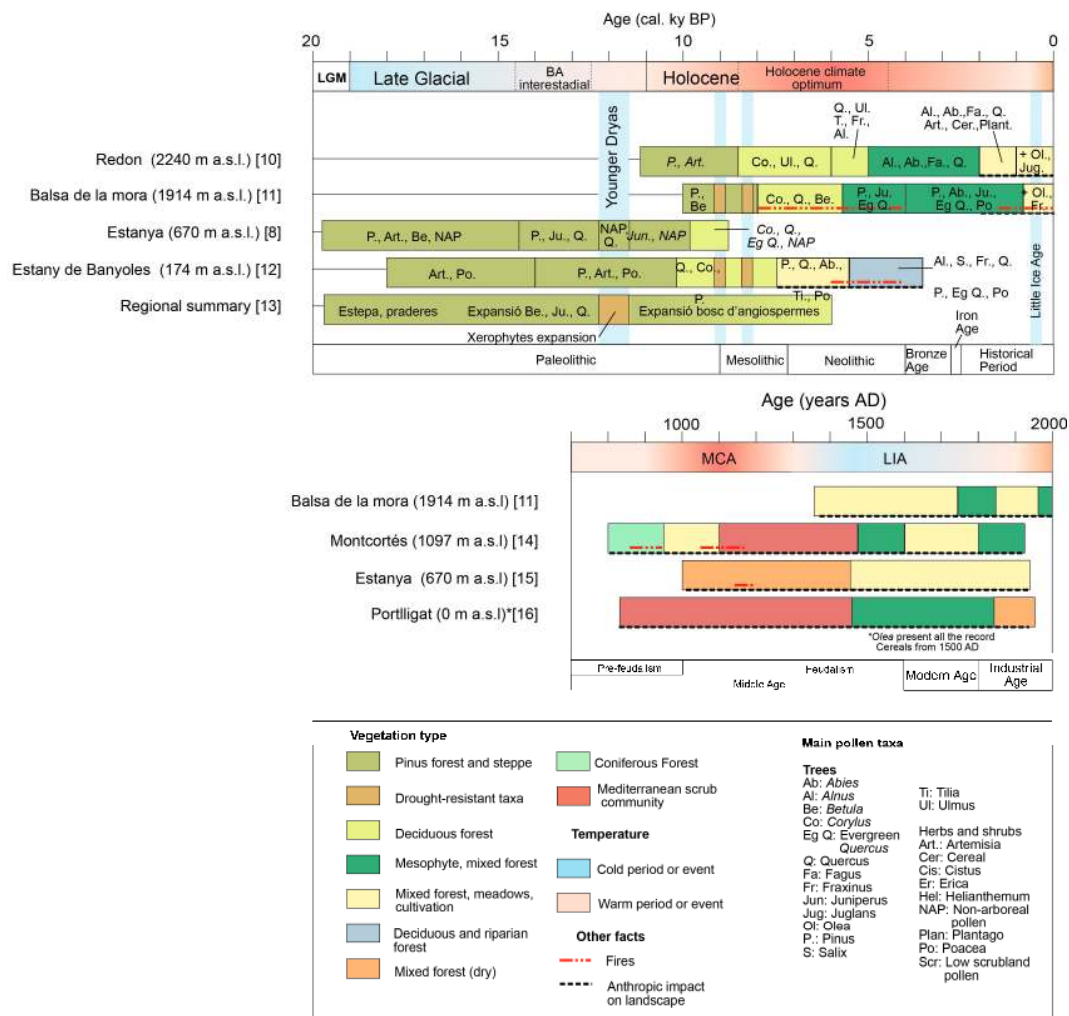 Age (cal. ky BP)
20 15 10 5 0
LGM Late Glacial BA interestadial Holocene Holocene climate optimum
Younger Dryas
Little Ice Age
Q., Ul. T., Fr., Al.
Al., Ab.,Fa., Q. Art., Cer.,Plant.
Redon (2240 m a.s.l.) [10] P., Art. Co., Ul., Q. Al., Ab.,Fa., Q. + Ol., Jug.
Balsa de la mora (1914 m a.s.l.) [11] P., Be Co., Q., Be. P., Ju, Eg Q. P., Ab., Ju., Eg Q., Po + Ol., Fr.
Estanya (670 m a.s.l.) [8] P., Art., Be, NAP P., Ju., Q. NAP Q. Jun., NAP Co., Q., Eg Q., NAP
Estany de Banyoles (174 m a.s.l.) [12] Art., Po. P., Art., Po. Q., Co., P., Q., Ab., Ti., Po Al., S., Fr., Q.
P., Eg Q., Po
Regional summary [13] Estepa, praderes Expansió Be., Ju., Q. P. Expansió bosc d'angiospermes
Xerophytes expansion
Iron Age
Paleolithic Mesolithic Neolithic Bronze Age Historical Period
Age (years AD)
1000 1500 2000
MCA LIA
Balsa de la mora (1914 m a.s.l) [11]
Montcortés (1097 m a.s.l) [14]
Estanya (670 m a.s.l) [15]
Portlligat (0 m a.s.l)*[16]
*Olea present all the record
Cereals from 1500 AD
Pre-feudalism Feudalism
Middle Age
Modern Age
Industrial Age
Vegetation type
Pinus forest and steppe
Drought-resistant taxa
Deciduous forest
Mesophyte, mixed forest
Mixed forest, meadows,
cultivation
Deciduous and riparian
forest
Mixed forest (dry)
Coniferous Forest
Mediterranean scrub
community
Temperature
Cold period or event
Warm period or event
Other facts
Fires
Anthropic impact
on landscape
Main pollen taxa
Trees
Ab: Abies
Al: Alnus
Be: Betula
Co: Corylus
Eg Q: Evergreen
Quercus
Q: Quercus
Fa: Fagus
Fr: Fraxinus
Jun: Juniperus
Jug: Juglans
Ol: Olea
P.: Pinus
S: Salix
Ti: Tilia
Ul: Ulmus
Herbs and shrubs
Art.: Artemisia
Cer: Cereal
Cis: Cistus
Er: Erica
Hel: Helianthemum
NAP: Non-arboreal
pollen
Plan: Plantago
Po: Poacea
Scr: Low scrubland
pollen